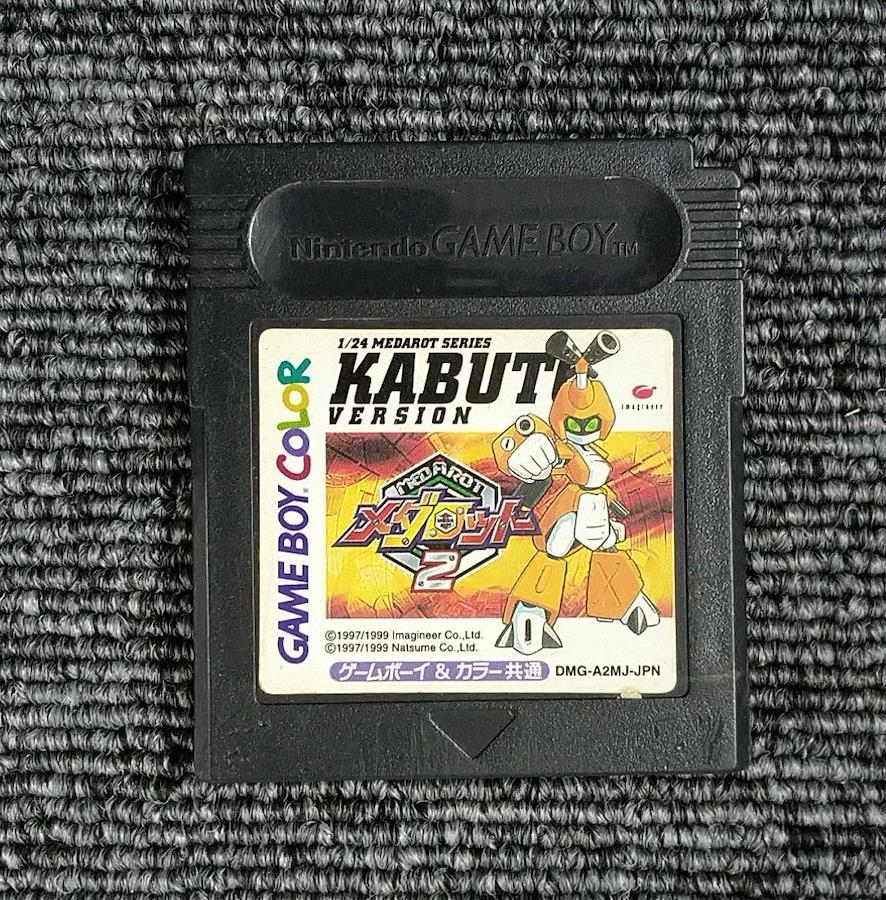 Nintendo GAME BOY TM
1/24 MEDAROT SERIES
KABUT
VERSION
imagineer
GAME BOY COLOR
MEDAROT
メダロット
2
©1997/1999 Imagineer Co.,Ltd.
©1997/1999 Natsume Co.,Ltd.
ゲームボーイ & カラー共通
DMG-A2MJ-JPN